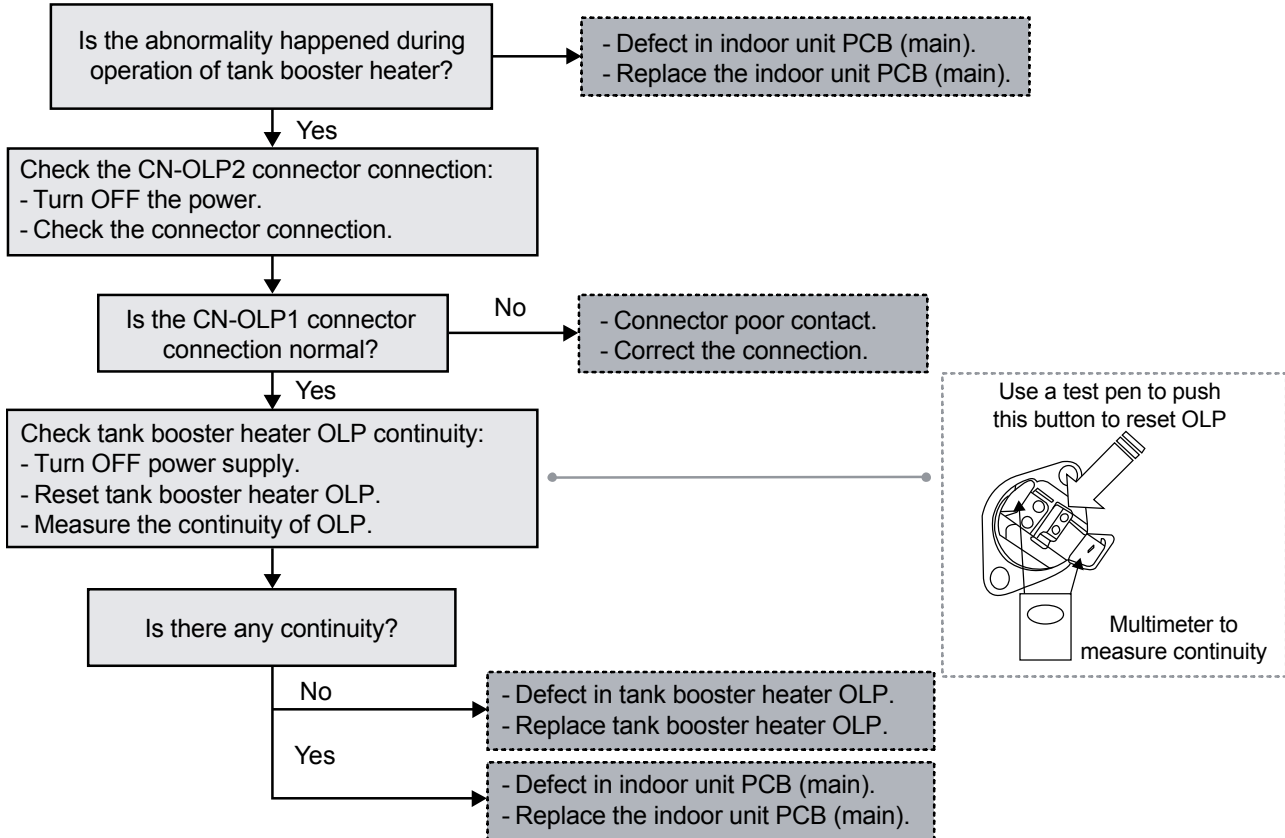 Is the abnormality happened during
operation of tank booster heater?
- Defect in indoor unit PCB (main).
- Replace the indoor unit PCB (main).
Yes
Check the CN-OLP2 connector connection:
- Turn OFF the power.
- Check the connector connection.
Is the CN-OLP1 connector
connection normal?
No
- Connector poor contact.
- Correct the connection.
Yes
Check tank booster heater OLP continuity:
- Turn OFF power supply.
- Reset tank booster heater OLP.
- Measure the continuity of OLP.
Use a test pen to push
this button to reset OLP
Multimeter to
measure continuity
Is there any continuity?
No
- Defect in tank booster heater OLP.
- Replace tank booster heater OLP.
Yes
- Defect in indoor unit PCB (main).
- Replace the indoor unit PCB (main).